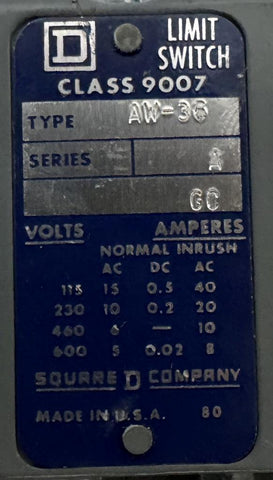 D LIMIT
SWITCH
CLASS 9007
TYPE AW-36
SERIES A
GC
VOLTS AMPERES
NORMAL INRUSH
AC DC AC
115 15 0.5 40
230 10 0.2 20
460 6 — 10
600 5 0.02 8
SQUARE D COMPANY
MADE IN U.S.A. 80